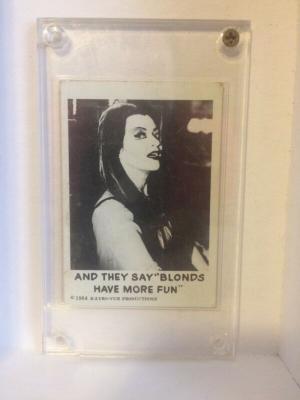 AND THEY SAY "BLONDS
HAVE MORE FUN"
© 1964 KAYRO-VUE PRODUCTIONS